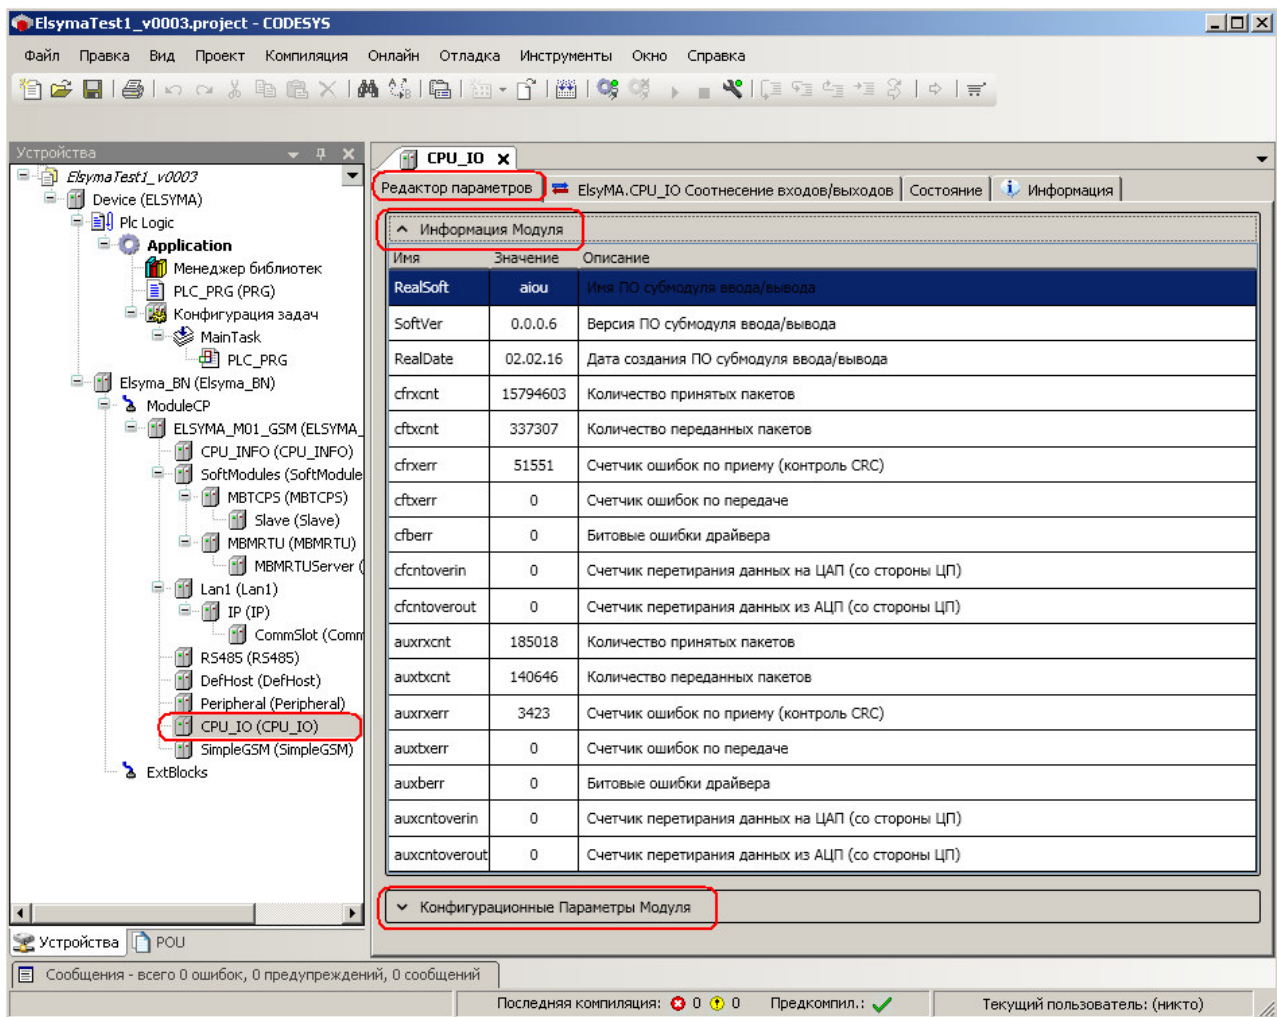 ElsymaTest1_v0003.project - CODESYS
Файл Правка Вид Проект Компиляция Онлайн Отладка Инструменты Окно Справка
Устройства
ElsymaTest1_v0003
Device (ELSYMA)
Plc Logic
Application
Менеджер библиотек
PLC_PRG (PRG)
Конфигурация задач
MainTask
PLC_PRG
Elsyma_BN (Elsyma_BN)
ModuleCP
ELSYMA_M01_GSM (ELSYMA_
CPU_INFO (CPU_INFO)
SoftModules (SoftModule
MBTCPS (MBTCPS)
Slave (Slave)
MBMRTU (MBMRTU)
MBMRTUServer (
Lan1 (Lan1)
IP (IP)
CommSlot (Comm
RS485 (RS485)
DefHost (DefHost)
Peripheral (Peripheral)
CPU_IO (CPU_IO)
SimpleGSM (SimpleGSM)
ExtBlocks
Устройства POU
CPU_IO
Редактор параметров ElsyMA.CPU_IO Соотнесение входов/выходов Состояние Информация
Информация Модуля
Имя Значение Описание
RealSoft aiou Имя ПО субмодуля ввода/вывода
SoftVer 0.0.0.6 Версия ПО субмодуля ввода/вывода
RealDate 02.02.16 Дата создания ПО субмодуля ввода/вывода
cfrxcnt 15794603 Количество принятых пакетов
cftxcnt 337307 Количество переданных пакетов
cfrxerr 51551 Счетчик ошибок по приему (контроль CRC)
cftxerr 0 Счетчик ошибок по передаче
cfberr 0 Битовые ошибки драйвера
cfcntoverin 0 Счетчик перетирания данных на ЦАП (со стороны ЦП)
cfcntoverout 0 Счетчик перетирания данных из АЦП (со стороны ЦП)
auxrxcnt 185018 Количество принятых пакетов
auxtxcnt 140646 Количество переданных пакетов
auxrxerr 3423 Счетчик ошибок по приему (контроль CRC)
auxtxerr 0 Счетчик ошибок по передаче
auxberr 0 Битовые ошибки драйвера
auxcntoverin 0 Счетчик перетирания данных на ЦАП (со стороны ЦП)
auxcntoverout 0 Счетчик перетирания данных из АЦП (со стороны ЦП)
Конфигурационные Параметры Модуля
Сообщения - всего 0 ошибок, 0 предупреждений, 0 сообщений
Последняя компиляция: 0 0 Предкомпил.: Текущий пользователь: (никто)